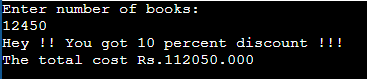 Enter number of books:
12450
Hey !! You got 10 percent discount !!!
The total cost Rs.112050.000